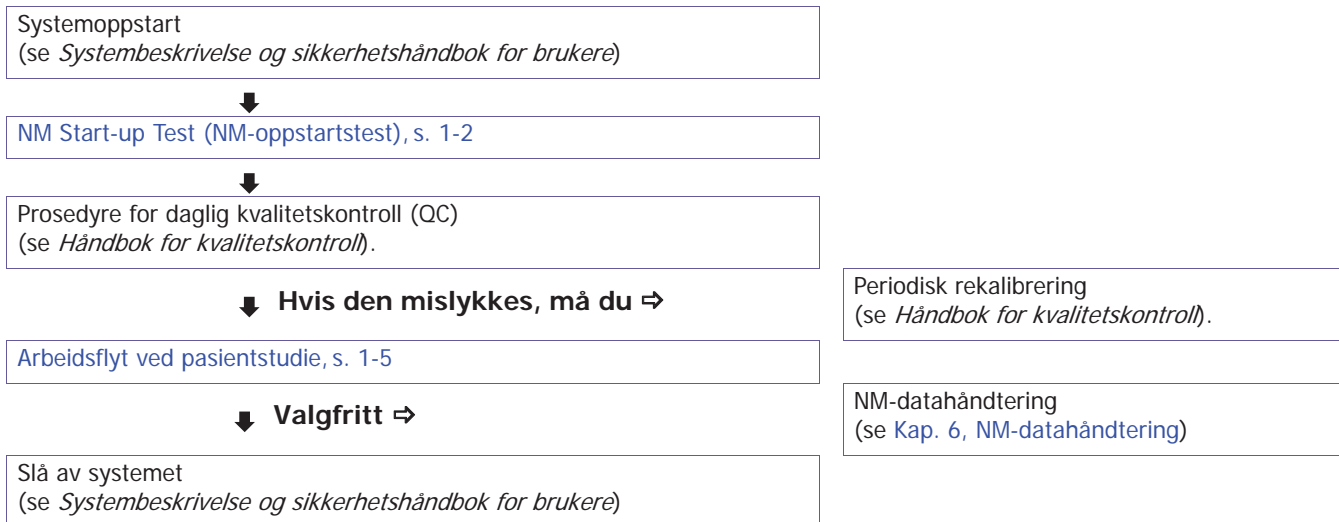 Systemoppstart
(se Systembeskrivelse og sikkerhetshåndbok for brukere)
NM Start-up Test (NM-oppstartstest), s. 1-2
Prosedyre for daglig kvalitetskontroll (QC)
(se Håndbok for kvalitetskontroll).
Hvis den mislykkes, må du ⇨
Periodisk rekalibrering
(se Håndbok for kvalitetskontroll).
Arbeidsflyt ved pasientstudie, s. 1-5
Valgfritt ⇨
NM-datahåndtering
(se Kap. 6, NM-datahåndtering)
Slå av systemet
(se Systembeskrivelse og sikkerhetshåndbok for brukere)